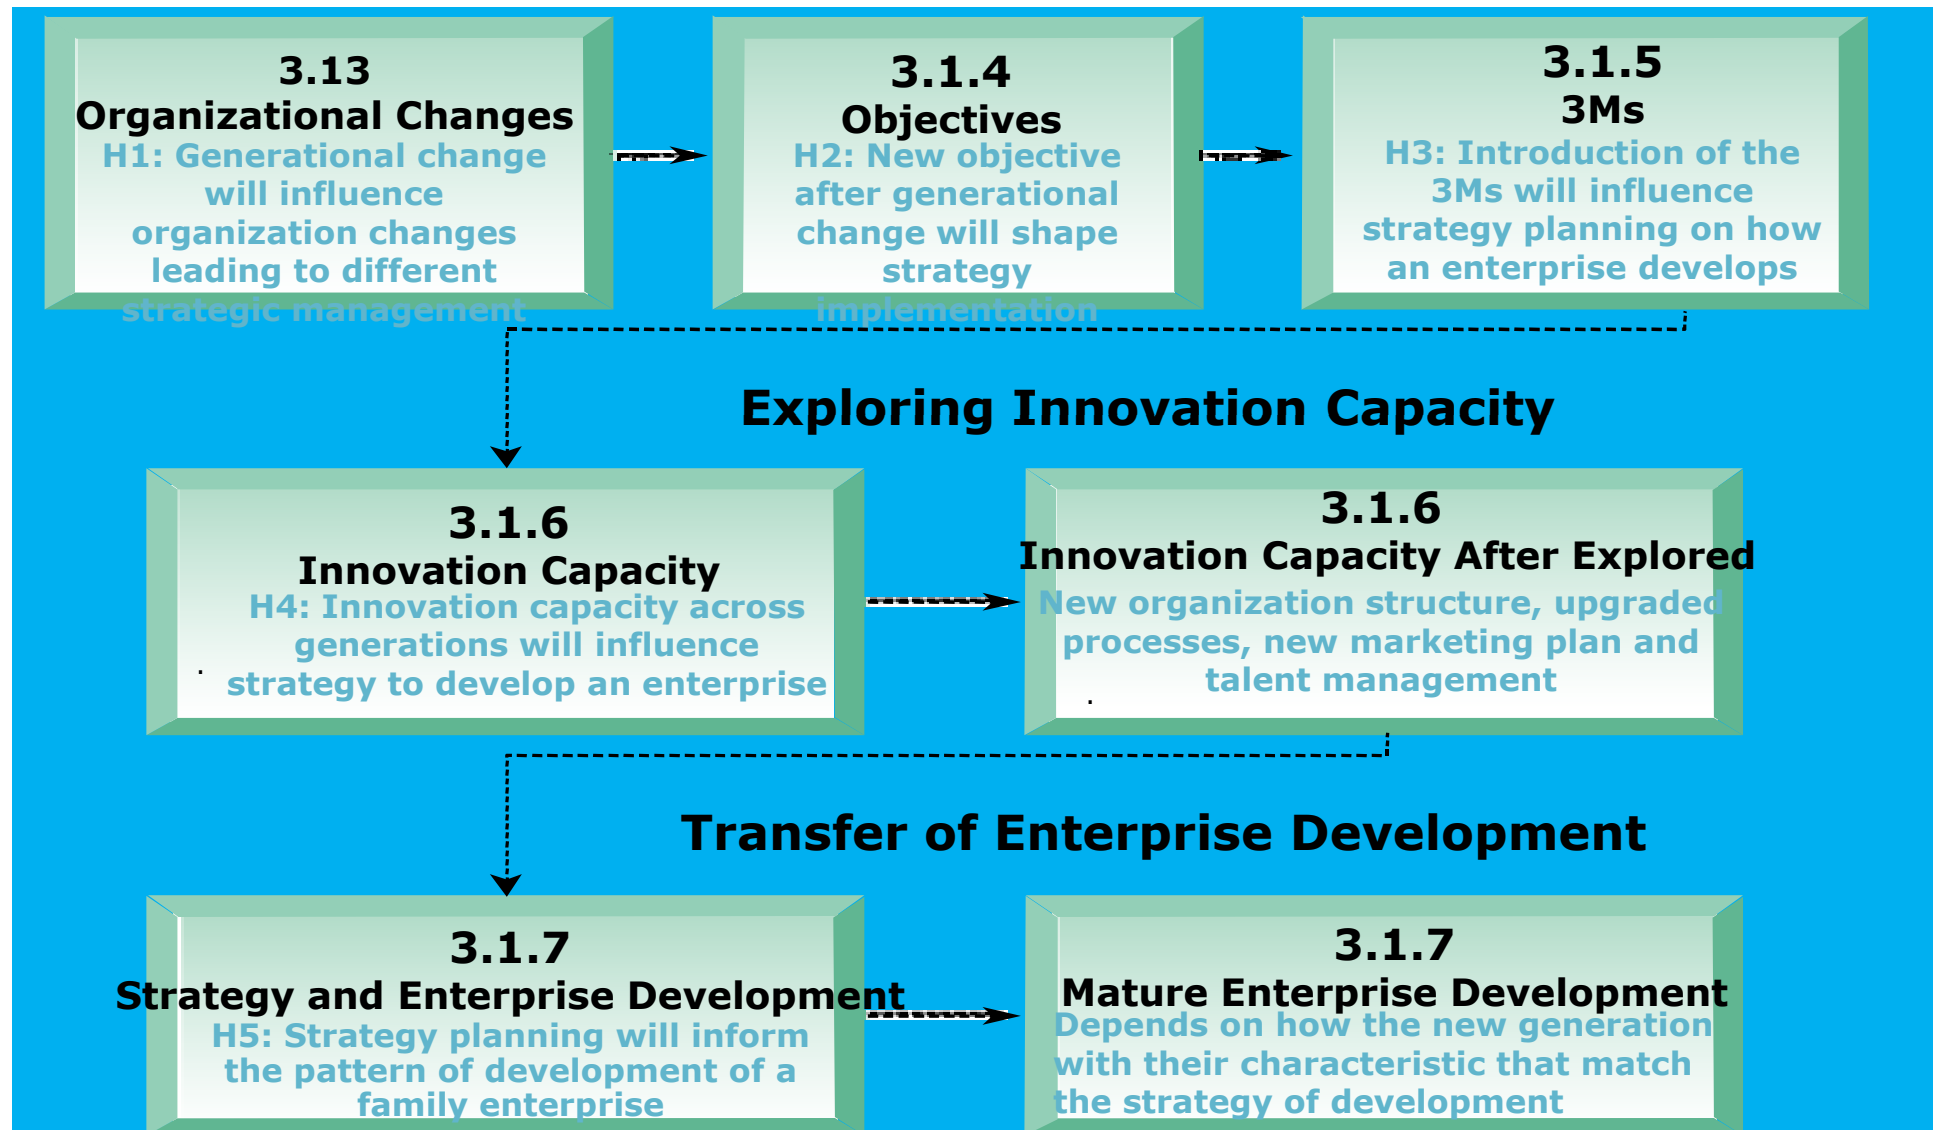 3.13
Organizational Changes
H1: Generational change
will influence
organization changes
leading to different
strategic management
3.1.4
Objectives
H2: New objective
after generational
change will shape
strategy
implementation
3.1.5
3Ms
H3: Introduction of the
3Ms will influence
strategy planning on how
an enterprise develops
Exploring Innovation Capacity
3.1.6
Innovation Capacity
H4: Innovation capacity across
generations will influence
strategy to develop an enterprise
.
3.1.6
Innovation Capacity After Explored
New organization structure, upgraded
processes, new marketing plan and
talent management
.
Transfer of Enterprise Development
3.1.7
Strategy and Enterprise Development
H5: Strategy planning will inform
the pattern of development of a
family enterprise
3.1.7
Mature Enterprise Development
Depends on how the new generation
with their characteristic that match
the strategy of development